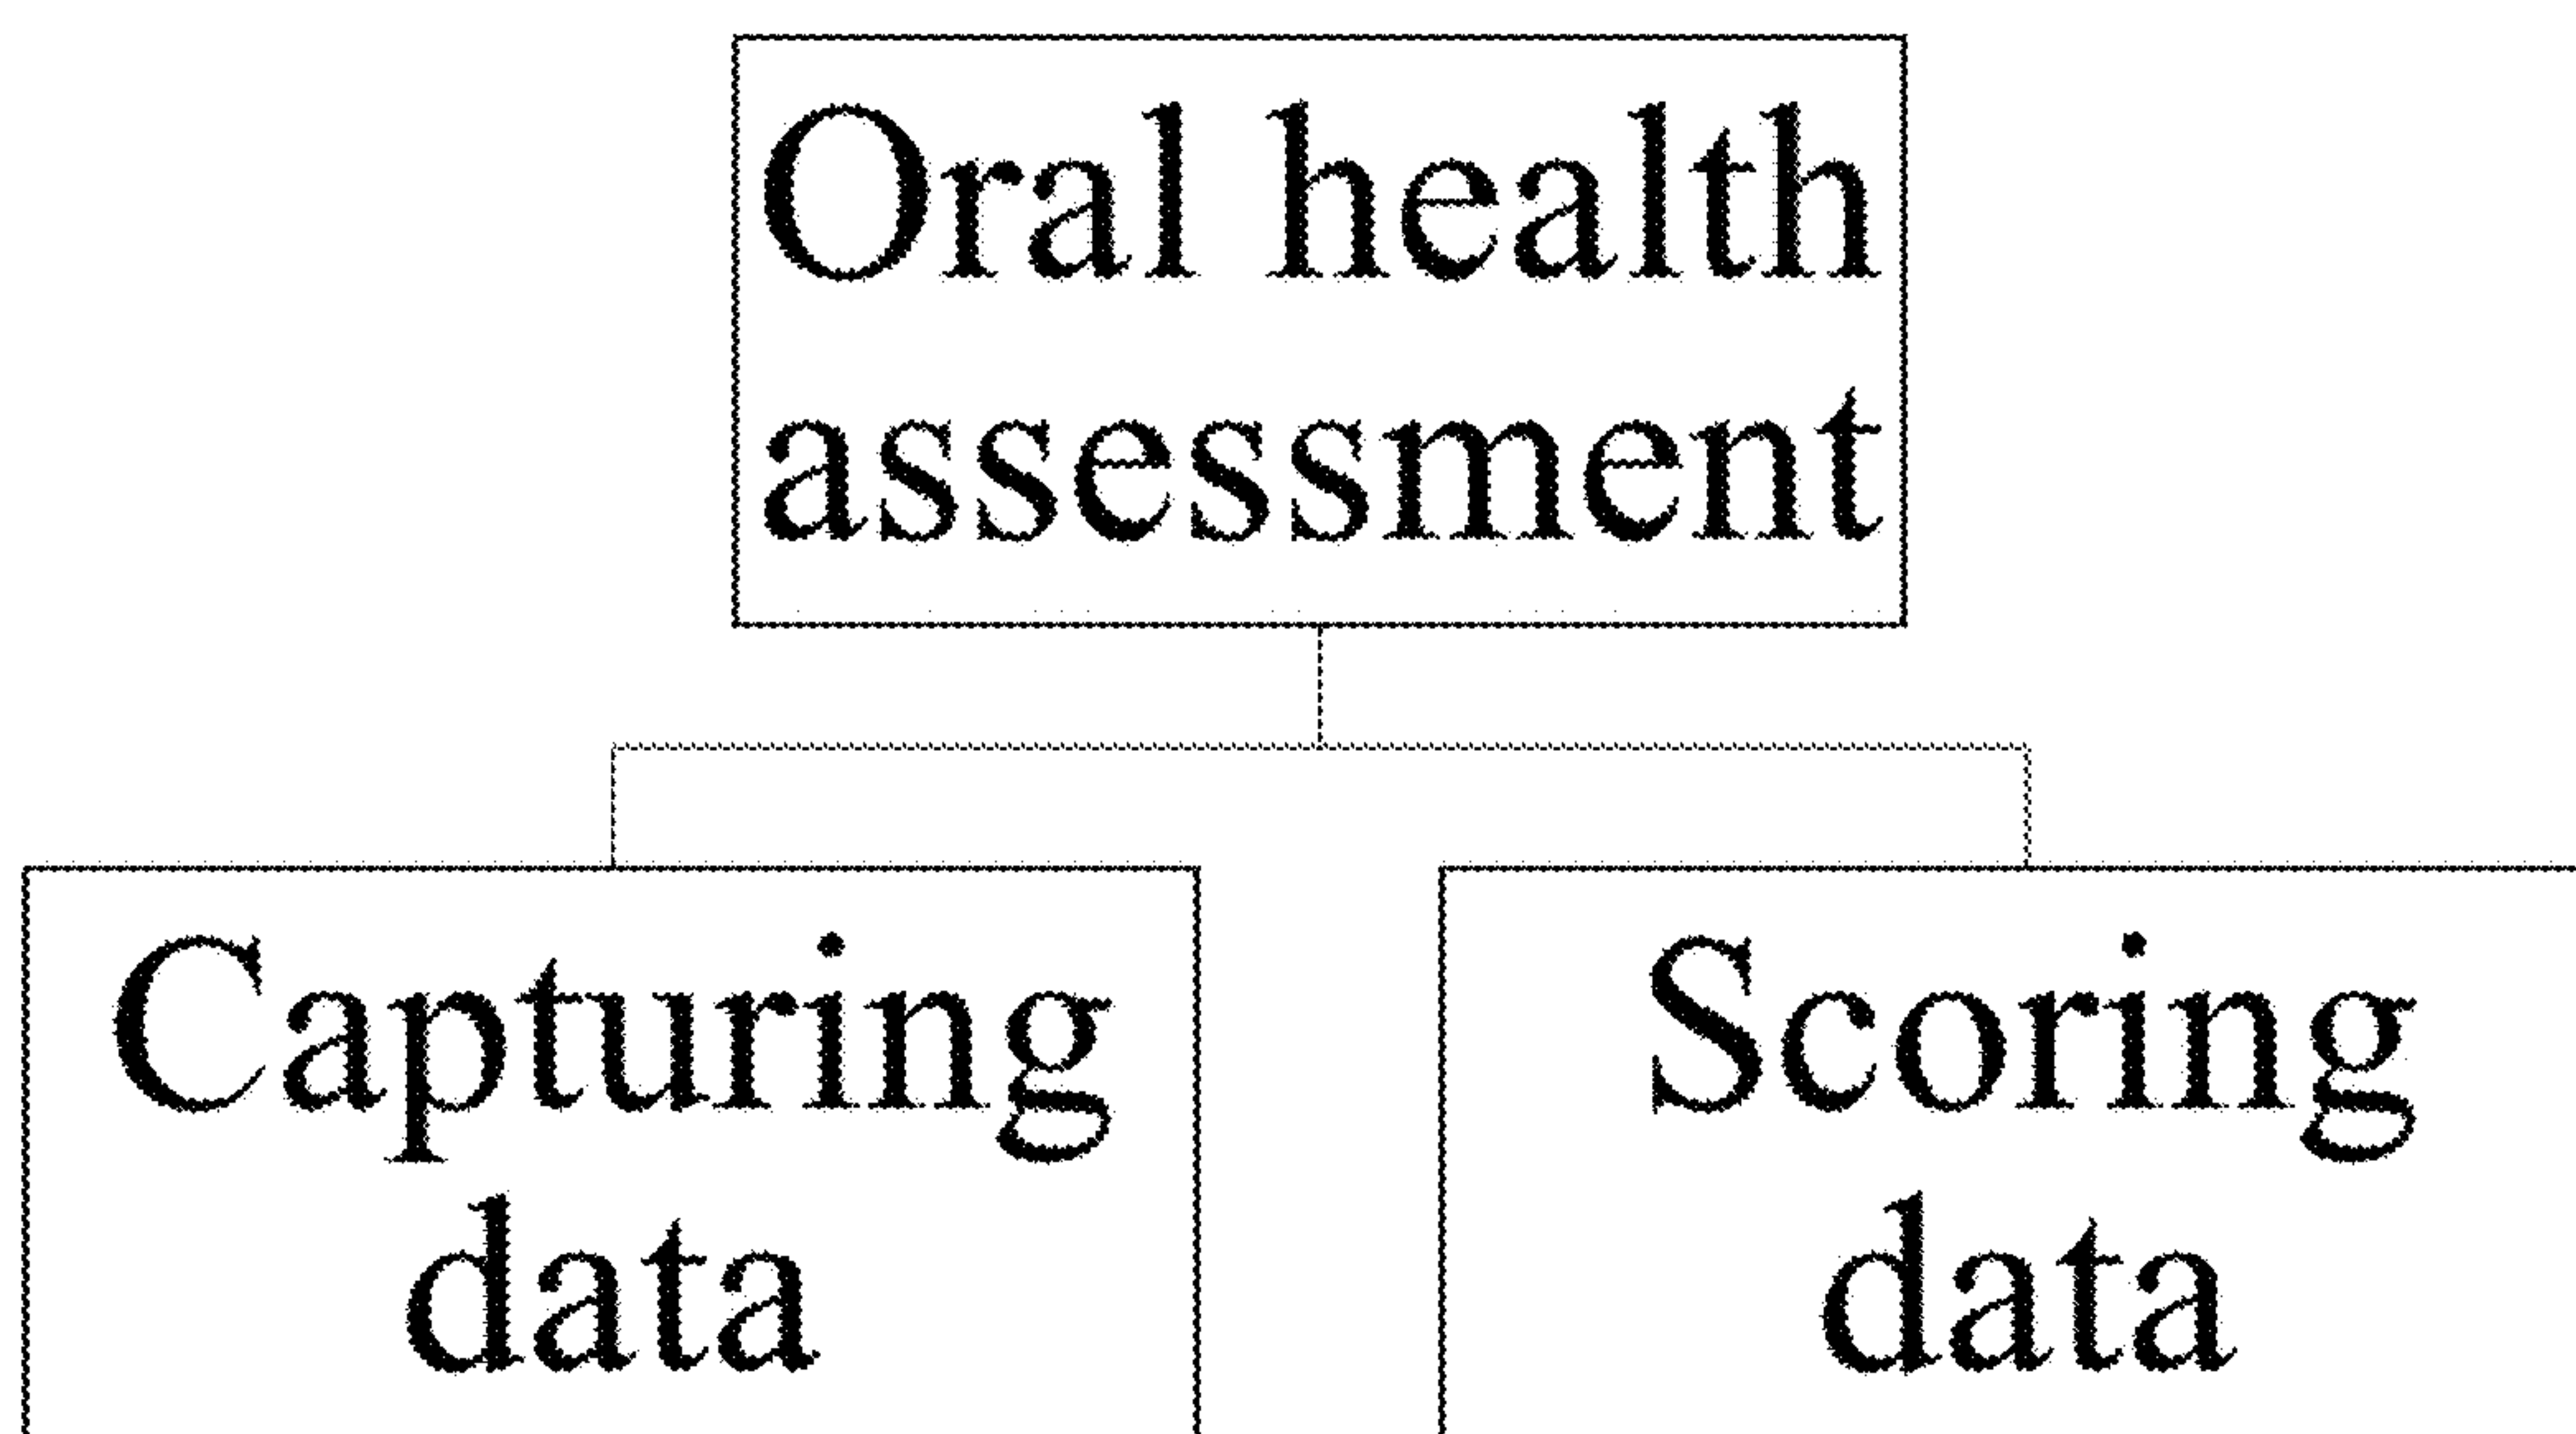 Oral health
assessment
Capturing
data
Scoring
data